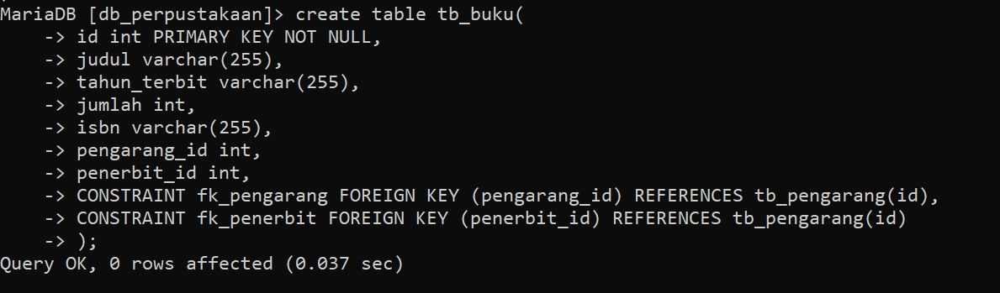 MariaDB [db_perpustakaan]> create table tb_buku(
-> id int PRIMARY KEY NOT NULL,
-> judul varchar(255),
-> tahun_terbit varchar(255),
-> jumlah int,
-> isbn varchar(255),
-> pengarang_id int,
-> penerbit_id int,
-> CONSTRAINT fk_pengarang FOREIGN KEY (pengarang_id) REFERENCES tb_pengarang(id),
-> CONSTRAINT fk_penerbit FOREIGN KEY (penerbit_id) REFERENCES tb_pengarang(id)
-> );
Query OK, 0 rows affected (0.037 sec)